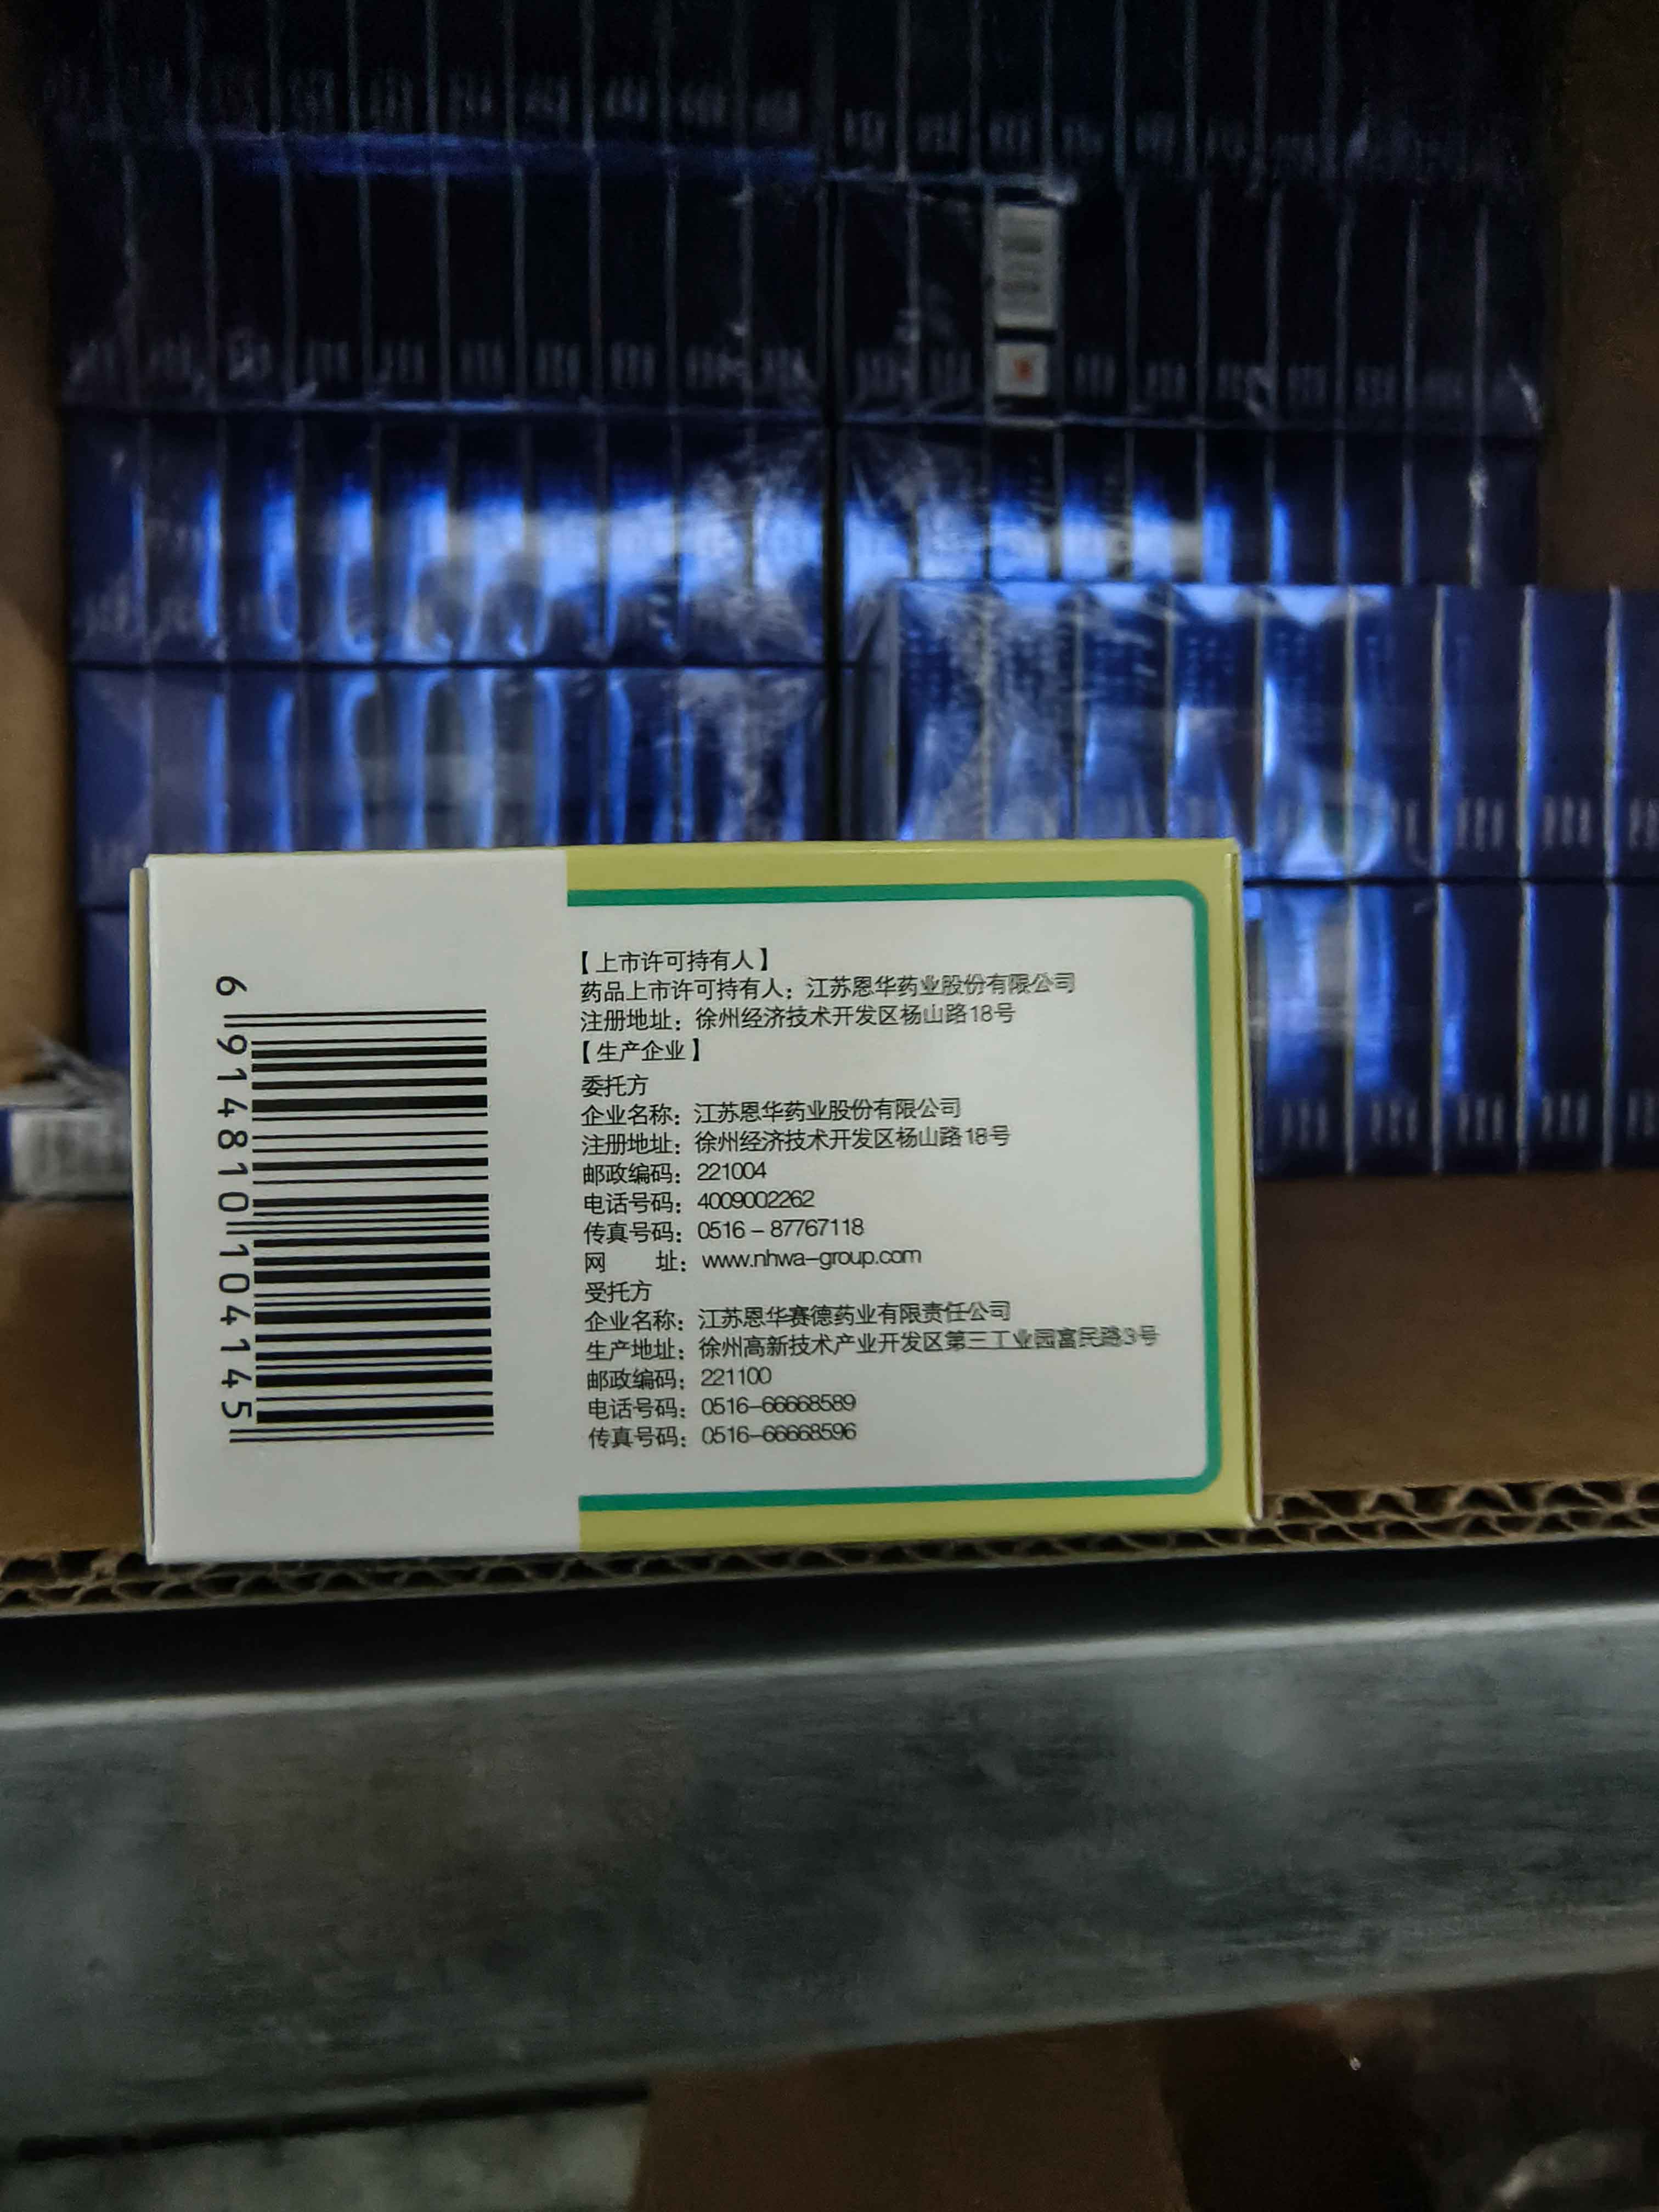 【上市许可持有人】
药品上市许可持有人：江苏恩华药业股份有限公司
注册地址：徐州经济技术开发区杨山路18号
【生产企业】
委托方
企业名称：江苏恩华药业股份有限公司
注册地址：徐州经济技术开发区杨山路18号
邮政编码：221004
电话号码：4009002262
传真号码：0516-87767118
网　　址：www.nhwa-group.com
受托方
企业名称：江苏恩华赛德药业有限责任公司
生产地址：徐州高新技术产业开发区第三工业园富民路3号
邮政编码：221100
电话号码：0516-66668589
传真号码：0516-66668596
6 914810 104145